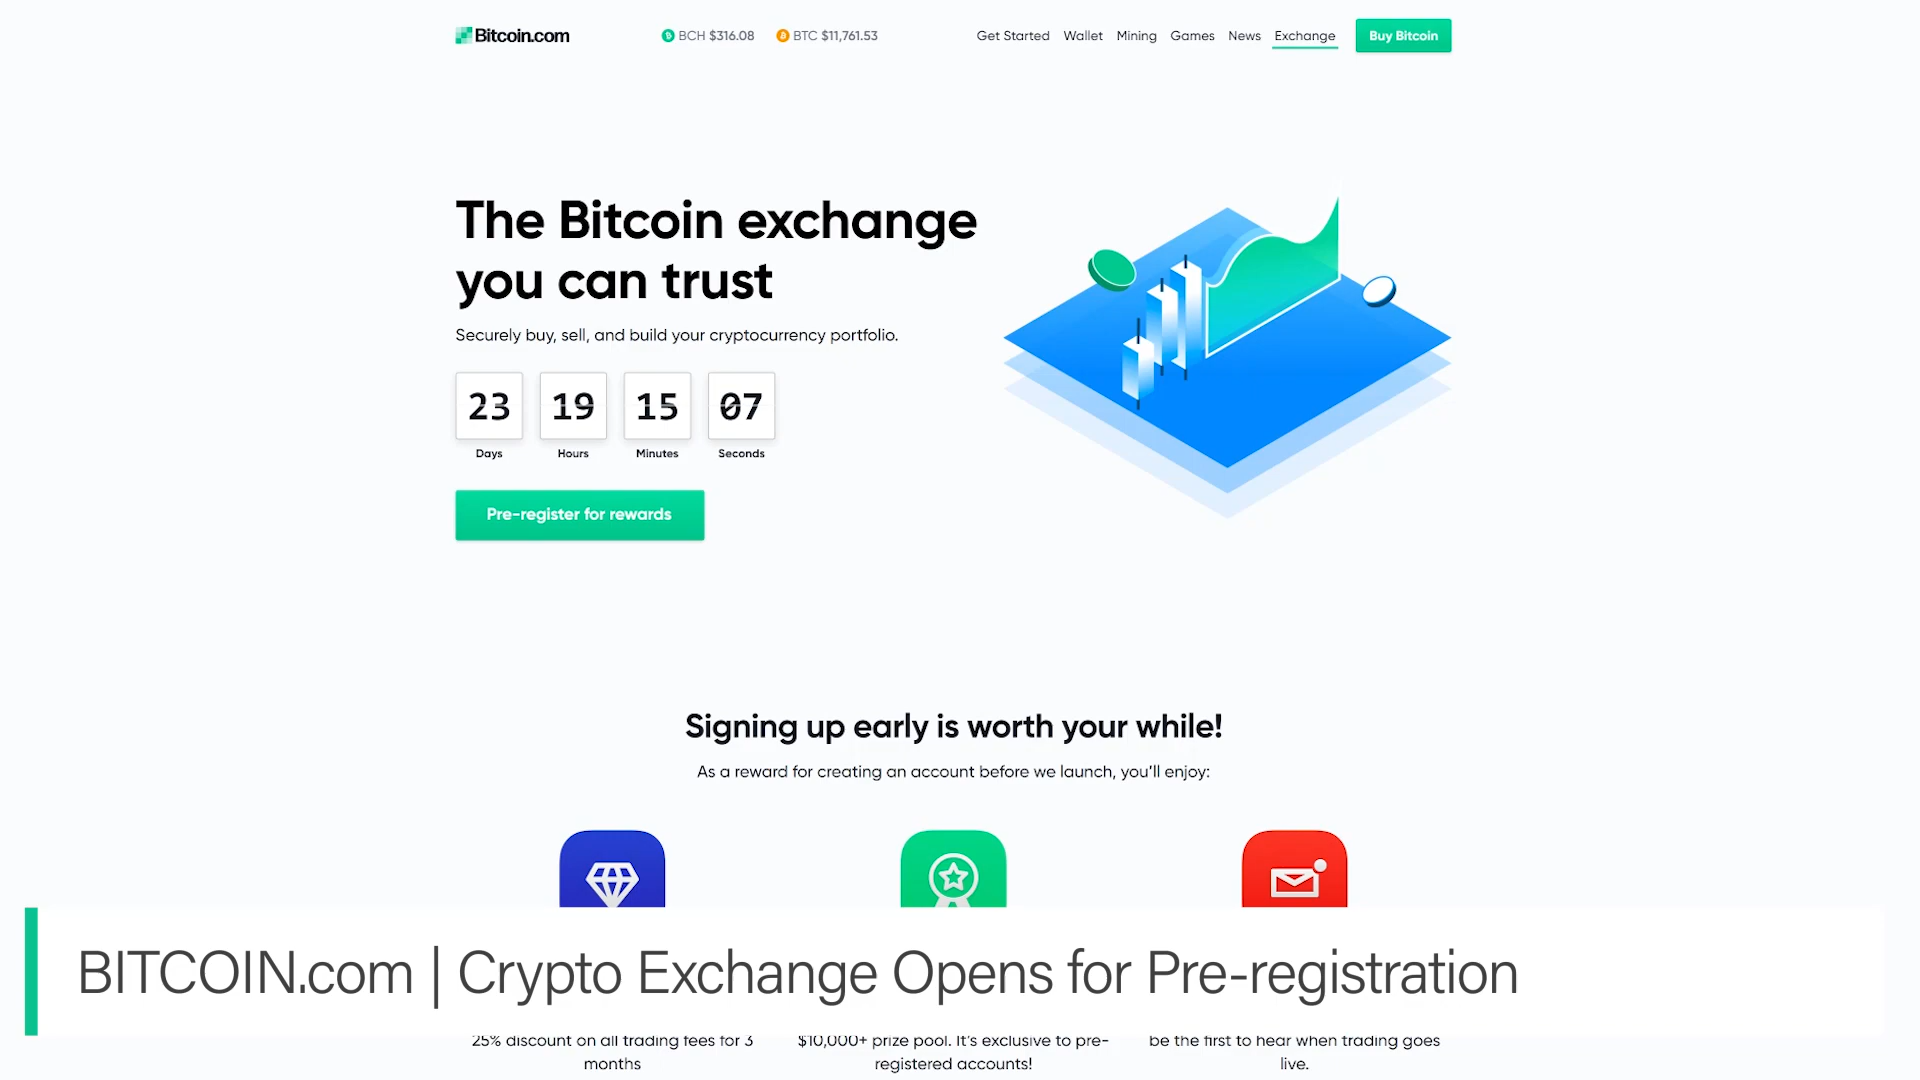 Bitcoin.com
BCH $316.08
BTC $11,761.53
Get Started
Wallet
Mining
Games
News
Exchange
Buy Bitcoin
The Bitcoin exchange
you can trust
Securely buy, sell, and build your cryptocurrency portfolio.
23
19
15
07
Days
Hours
Minutes
Seconds
Pre-register for rewards
Signing up early is worth your while!
As a reward for creating an account before we launch, you'll enjoy:
BITCOIN.com | Crypto Exchange Opens for Pre-registration
25% discount on all trading fees for 3
months
$10,000+ prize pool. It's exclusive to pre-
registered accounts!
be the first to hear when trading goes
live.